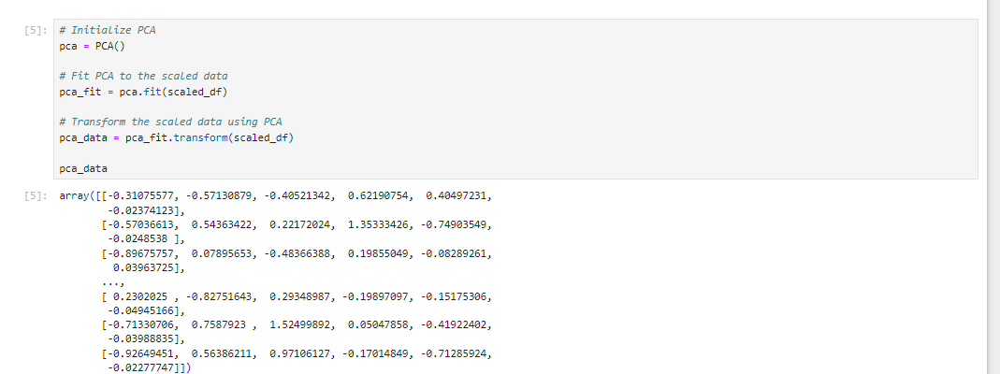 [5]: # Initialize PCA
pca = PCA()
# Fit PCA to the scaled data
pca_fit = pca.fit(scaled_df)
# Transform the scaled data using PCA
pca_data = pca_fit.transform(scaled_df)
pca_data
[5]: array([[-0.31075577, -0.57130879, -0.40521342,  0.62190754,  0.40497231,
        -0.02374123],
       [-0.57036613,  0.54363422,  0.22172024,  1.35333426, -0.74903549,
        -0.0248538 ],
       [-0.89675757,  0.07895653, -0.48366388,  0.19855049, -0.08289261,
         0.03963725],
       ...,
       [ 0.2302025 , -0.82751643,  0.29348987, -0.19897097, -0.15175306,
        -0.04945166],
       [-0.71330706,  0.7587923 ,  1.52499892,  0.05047858, -0.41922402,
        -0.03988835],
       [-0.92649451,  0.56386211,  0.97106127, -0.17014849, -0.71285924,
        -0.02277747]])